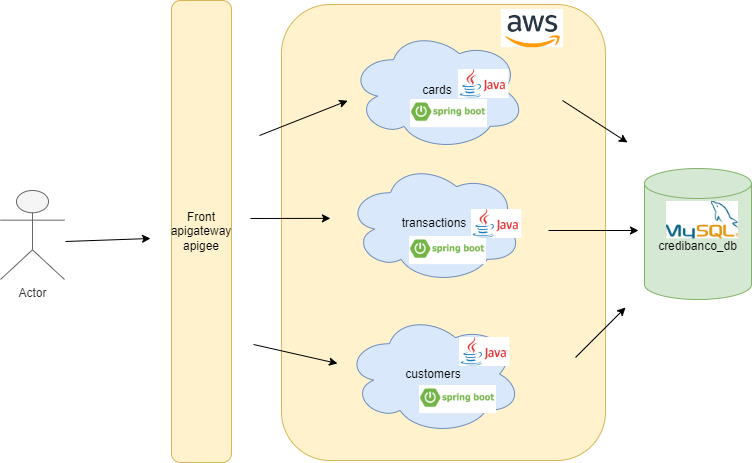 aws
cards
Java
spring boot
Front
apigateway
apigee
transactions
Java
spring boot
MySQL
credibanco_db
Actor
Java
customers
spring boot